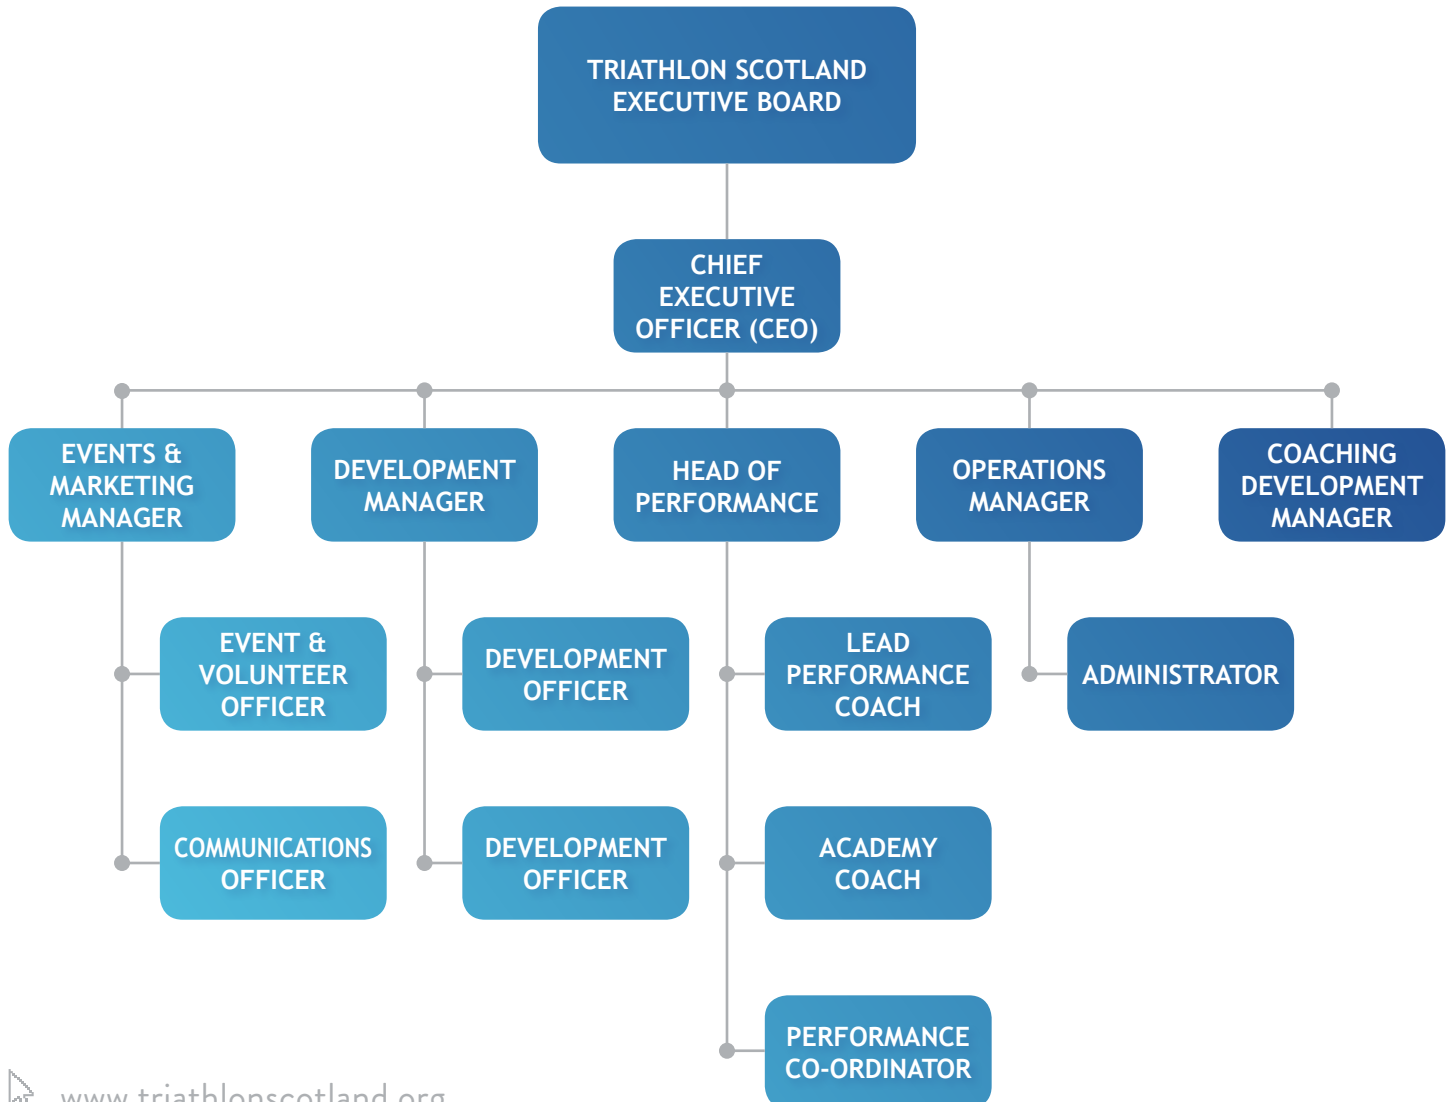 TRIATHLON SCOTLAND
EXECUTIVE BOARD
CHIEF
EXECUTIVE
OFFICER (CEO)
EVENTS &
MARKETING
MANAGER
DEVELOPMENT
MANAGER
HEAD OF
PERFORMANCE
OPERATIONS
MANAGER
COACHING
DEVELOPMENT
MANAGER
EVENT &
VOLUNTEER
OFFICER
DEVELOPMENT
OFFICER
LEAD
PERFORMANCE
COACH
ADMINISTRATOR
COMMUNICATIONS
OFFICER
DEVELOPMENT
OFFICER
ACADEMY
COACH
PERFORMANCE
CO-ORDINATOR
www.triathlonscotland.org